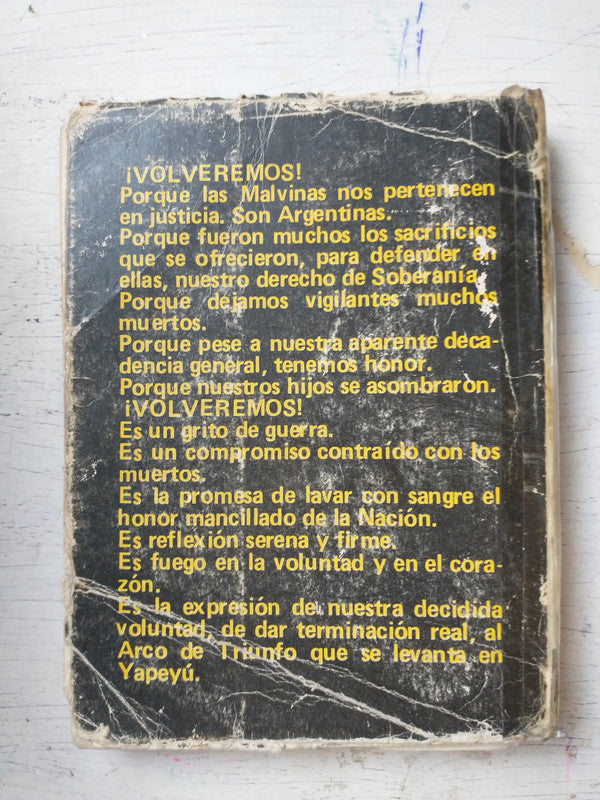 ¡VOLVEREMOS!
Porque las Malvinas nos pertenecen
en justicia. Son Argentinas.
Porque fueron muchos los sacrificios
que se ofrecieron, para defender en
ellas, nuestro derecho de Soberanía.
Porque dejamos vigilantes muchos
muertos.
Porque pese a nuestra aparente deca-
dencia general, tenemos honor.
Porque nuestros hijos se asombraron.
¡VOLVEREMOS!
Es un grito de guerra.
Es un compromiso contraído con los
muertos.
Es la promesa de lavar con sangre el
honor mancillado de la Nación.
Es reflexión serena y firme.
Es fuego en la voluntad y en el cora-
zón.
Es la expresión de nuestra decidida
voluntad, de dar terminación real, al
Arco de Triunfo que se levanta en
Yapeyú.